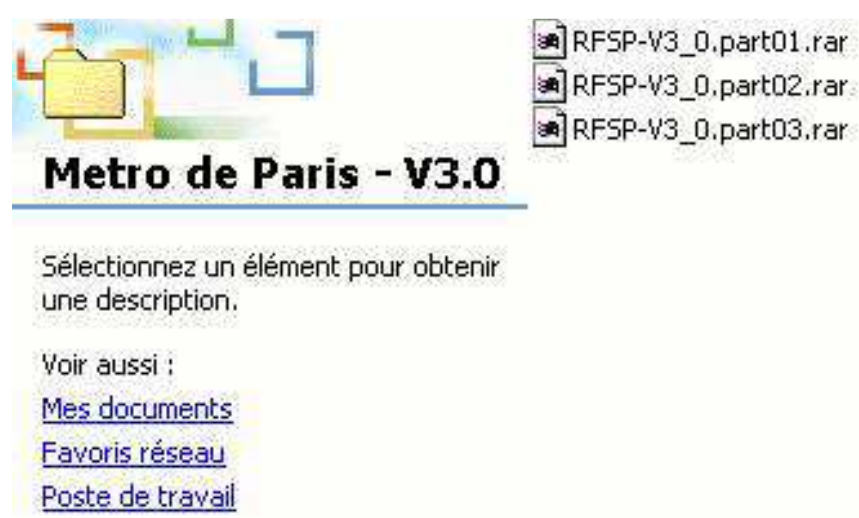 Metro de Paris - V3.0
Sélectionnez un élément pour obtenir
une description.
Voir aussi :
Mes documents
Favoris réseau
Poste de travail
RFSP-V3_0.part01.rar
RFSP-V3_0.part02.rar
RFSP-V3_0.part03.rar